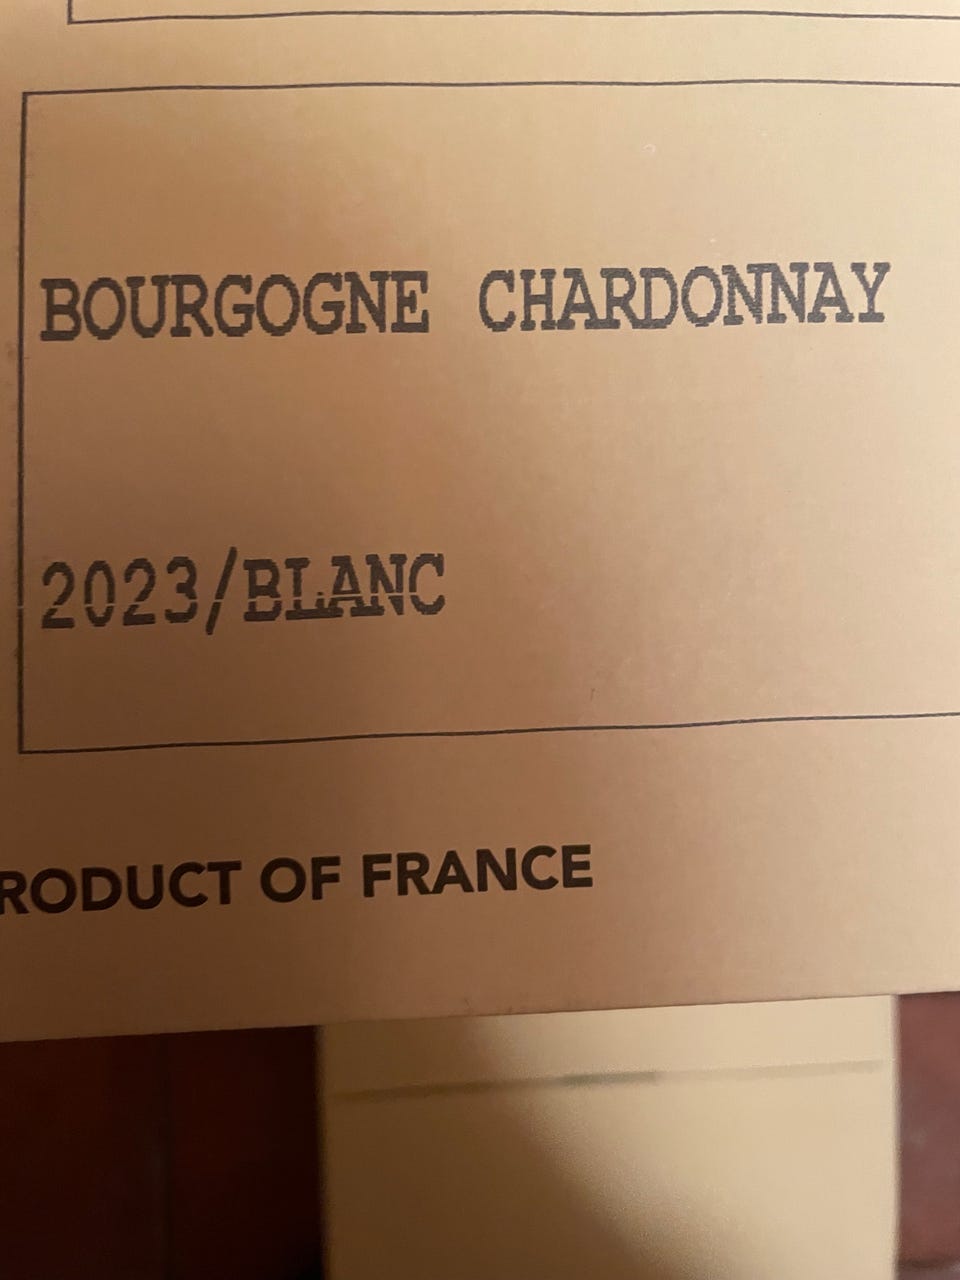 BOURGOGNE CHARDONNAY
2023/BLANC
RODUCT OF FRANCE